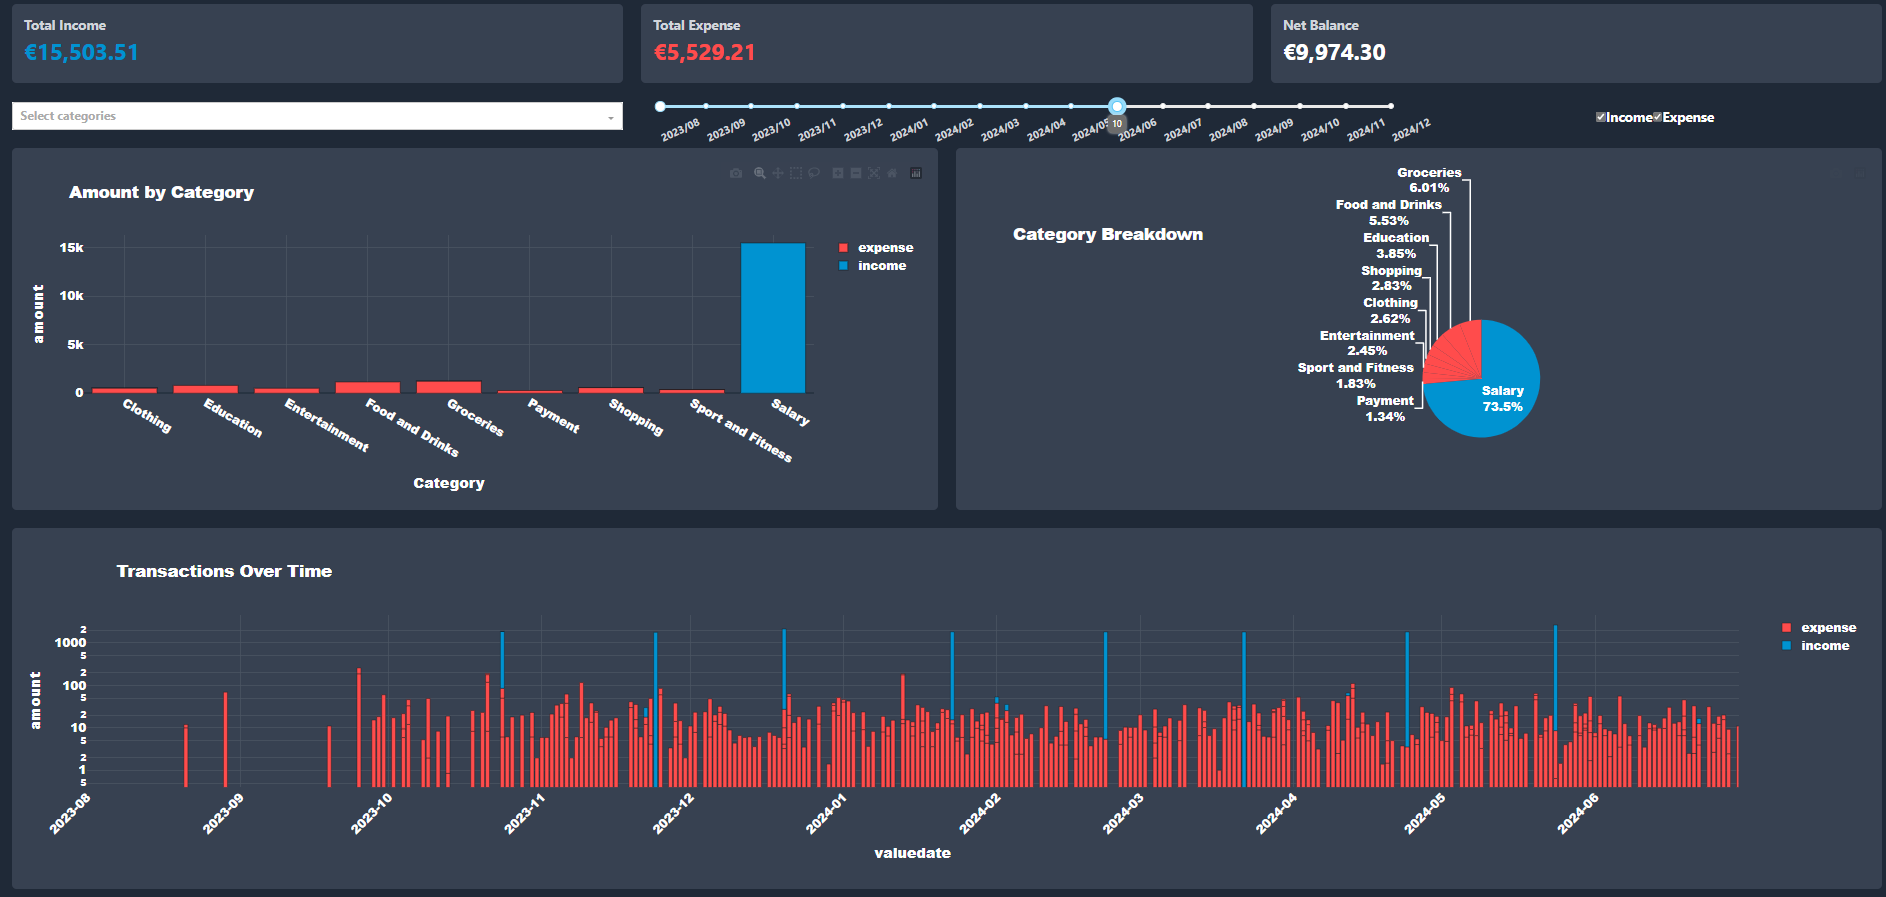 Total Income
€15,503.51
Total Expense
€5,529.21
Net Balance
€9,974.30
Select categories
2023/08 2023/09 2023/10 2023/11 2023/12 2024/01 2024/02 2024/03 2024/04 2024/05 2024/06 2024/07 2024/08 2024/09 2024/10 2024/11 2024/12
10
Income Expense
Amount by Category
15k
10k
5k
0
amount
Clothing Education Entertainment Food and Drinks Groceries Payment Shopping Sport and Fitness Salary
Category
expense
income
Category Breakdown
Groceries
6.01%
Food and Drinks
5.53%
Education
3.85%
Shopping
2.83%
Clothing
2.62%
Entertainment
2.45%
Sport and Fitness
1.83%
Payment
1.34%
Salary
73.5%
Transactions Over Time
2
1000
5
2
100
5
2
10
5
2
1
5
amount
2023-08 2023-09 2023-10 2023-11 2023-12 2024-01 2024-02 2024-03 2024-04 2024-05 2024-06
valuedate
expense
income